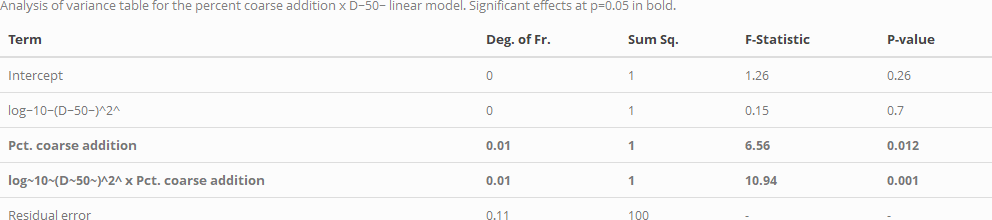 Analysis of variance table for the percent coarse addition x D−50− linear model. Significant effects at p=0.05 in bold.
Term Deg. of Fr. Sum Sq. F-Statistic P-value
Intercept 0 1 1.26 0.26
log−10−(D−50−)^2^ 0 1 0.15 0.7
Pct. coarse addition 0.01 1 6.56 0.012
log~10~(D~50~)^2^ x Pct. coarse addition 0.01 1 10.94 0.001
Residual error 0.11 100 - -